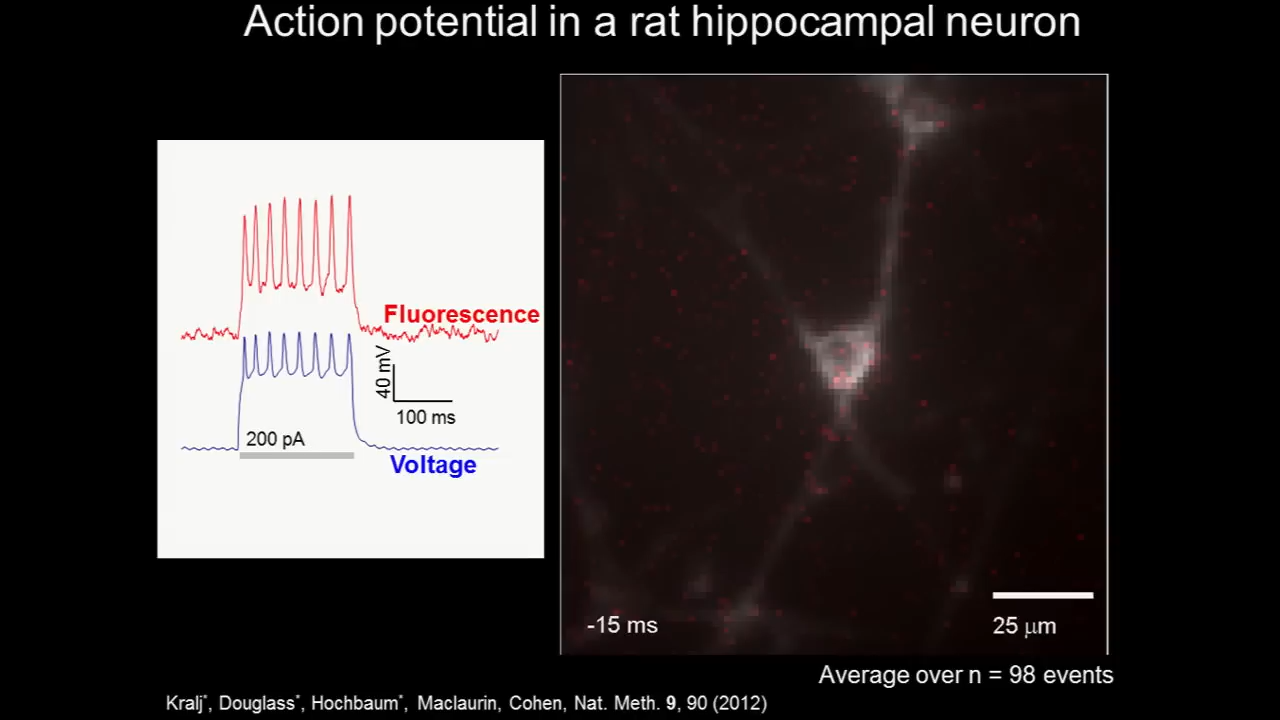 Action potential in a rat hippocampal neuron
Fluorescence
40 mV
100 ms
200 pA
Voltage
-15 ms
25 μm
Average over n = 98 events
Kralj*, Douglass*, Hochbaum*, Maclaurin, Cohen, Nat. Meth. 9, 90 (2012)